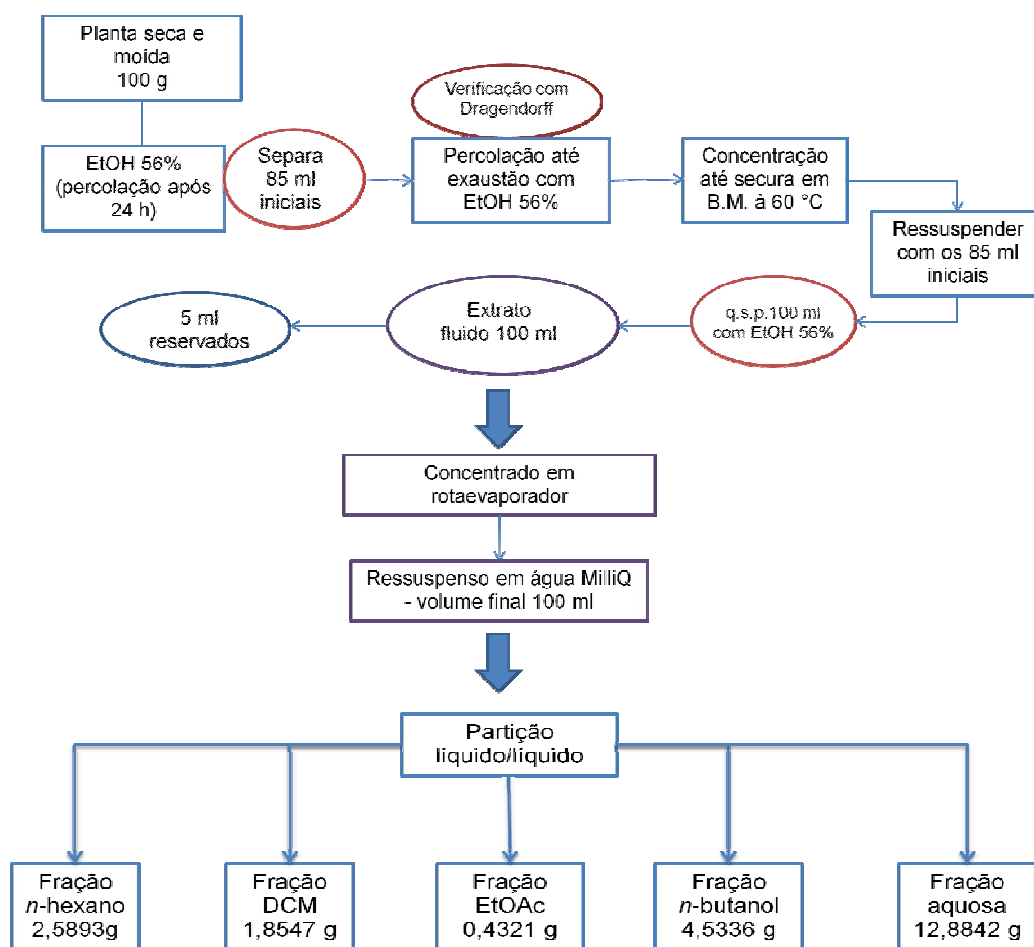 Planta seca e
moída
100 g
EtOH 56%
(percolação após
24 h)
Separa
85 ml
iniciais
Verificação com
Dragendorff
Percolação até
exaustão com
EtOH 56%
Concentração
até secura em
B.M. à 60 °C
Ressuspender
com os 85 ml
iniciais
q.s.p.100 ml
com EtOH 56%
Extrato
fluido 100 ml
5 ml
reservados
Concentrado em
rotaevaporador
Ressuspenso em água MilliQ
- volume final 100 ml
Partição
líquido/líquido
Fração
n-hexano
2,5893g
Fração
DCM
1,8547 g
Fração
EtOAc
0,4321 g
Fração
n-butanol
4,5336 g
Fração
aquosa
12,8842 g